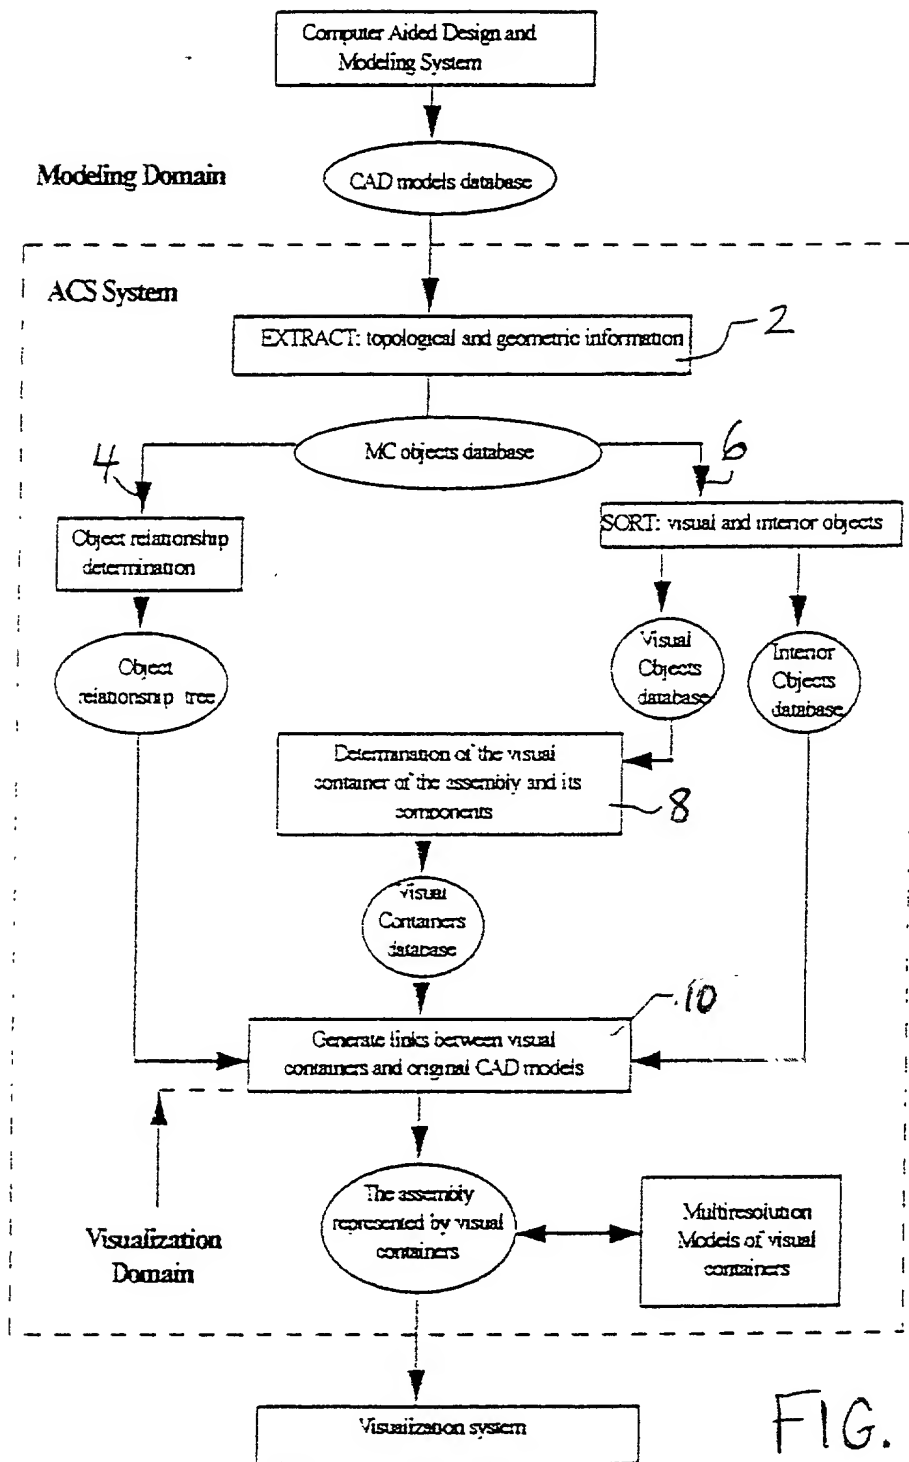 Computer Aided Design and
Modeling System
Modeling Domain
CAD models database
ACS System
EXTRACT: topological and geometric information
2
MC objects database
4
6
Object relationship
determination
SORT: visual and interior objects
Object
relationship tree
Visual
Objects
database
Interior
Objects
database
Determination of the visual
container of the assembly and its
components
8
Visual
Containers
database
10
Generate links between visual
containers and original CAD models
Visualization
Domain
The assembly
represented by visual
containers
Multiresolution
Models of visual
containers
Visualization system
FIG.